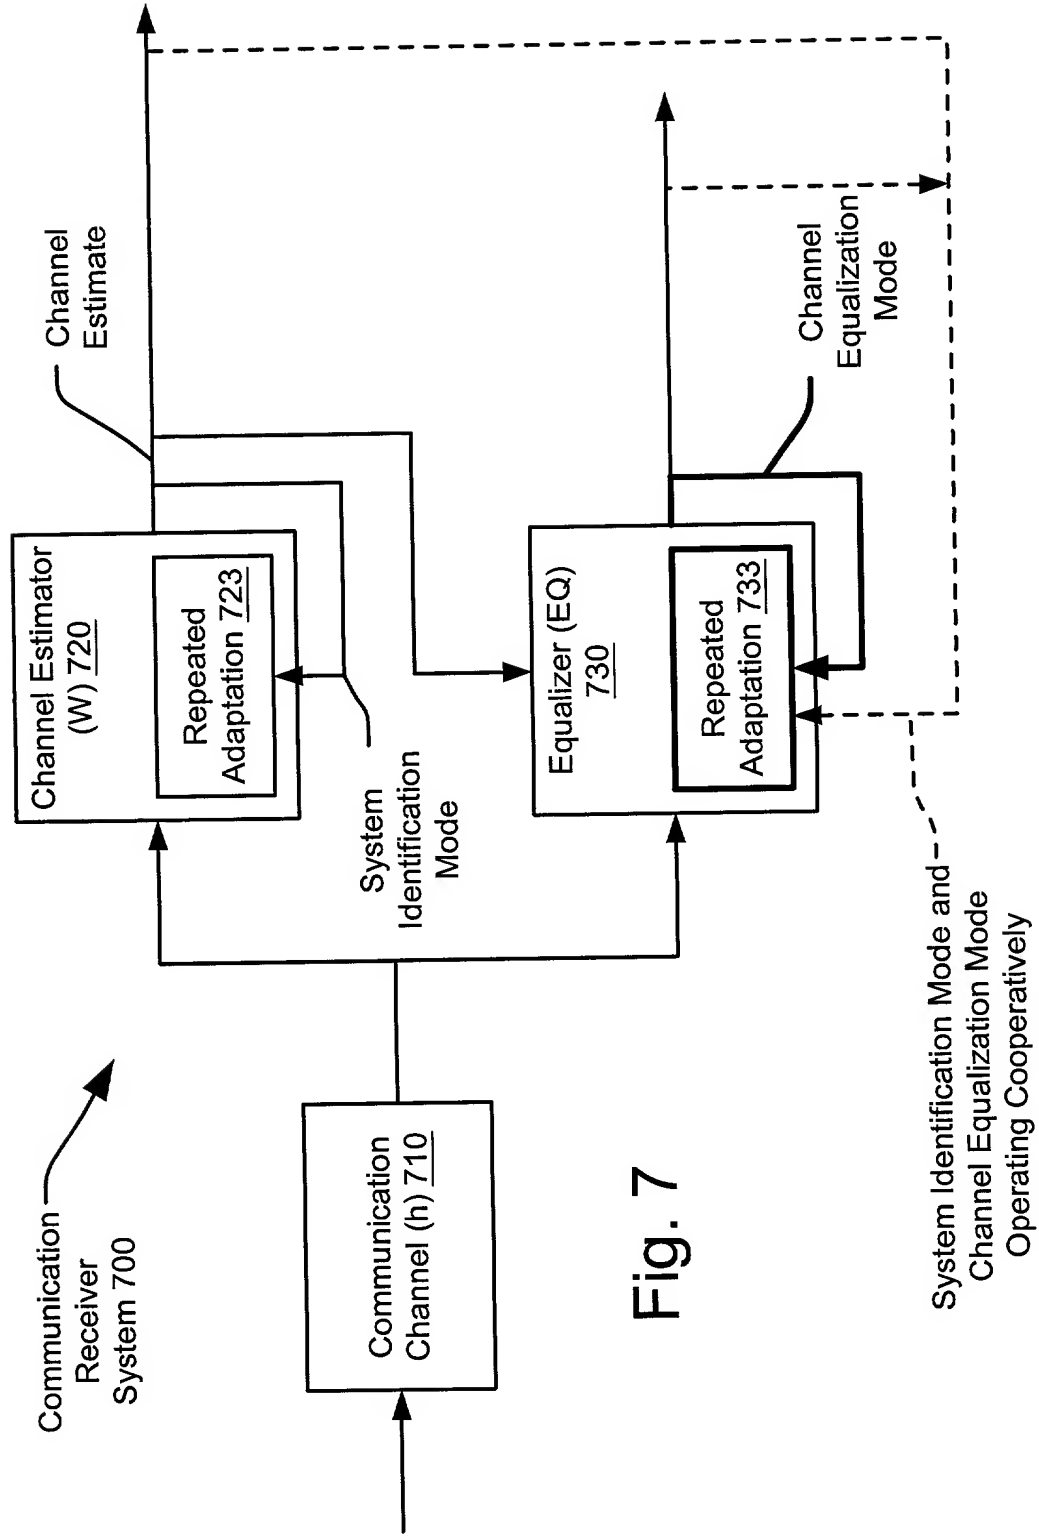 Communication
Receiver
System 700
Communication
Channel (h) 710
Channel Estimator
(W) 720
Repeated
Adaptation 723
Channel
Estimate
System
Identification
Mode
Equalizer (EQ)
730
Repeated
Adaptation 733
Channel
Equalization
Mode
System Identification Mode and
Channel Equalization Mode
Operating Cooperatively
Fig. 7